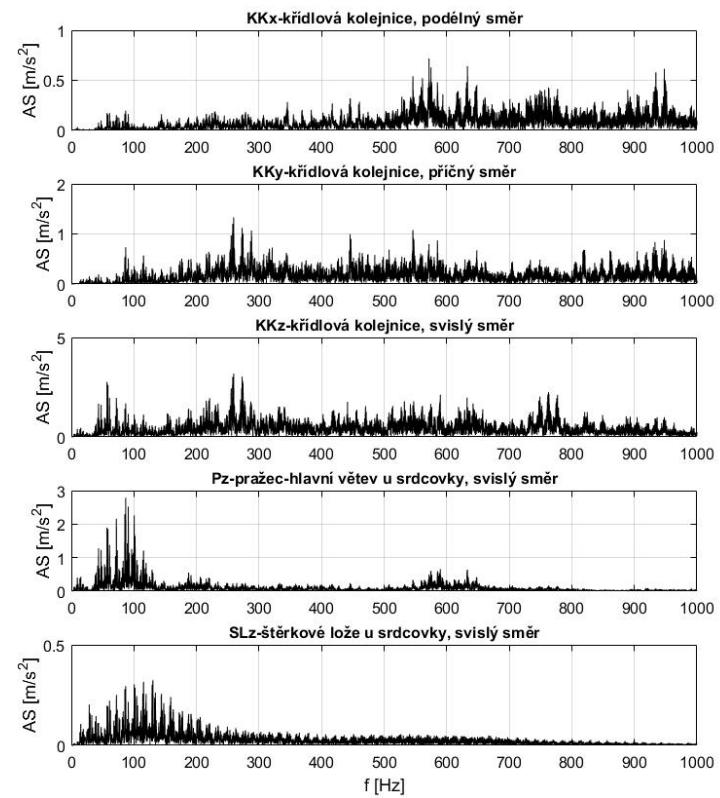 KKx-křídlová kolejnice, podélný směr
1
0.5
0
AS [m/s²]
0 100 200 300 400 500 600 700 800 900 1000
KKy-křídlová kolejnice, příčný směr
2
1
0
AS [m/s²]
0 100 200 300 400 500 600 700 800 900 1000
KKz-křídlová kolejnice, svislý směr
5
0
AS [m/s²]
0 100 200 300 400 500 600 700 800 900 1000
Pz-pražec-hlavní větev u srdcovky, svislý směr
3
2
1
0
AS [m/s²]
0 100 200 300 400 500 600 700 800 900 1000
SLz-štěrkové lože u srdcovky, svislý směr
0.5
0
AS [m/s²]
0 100 200 300 400 500 600 700 800 900 1000
f [Hz]